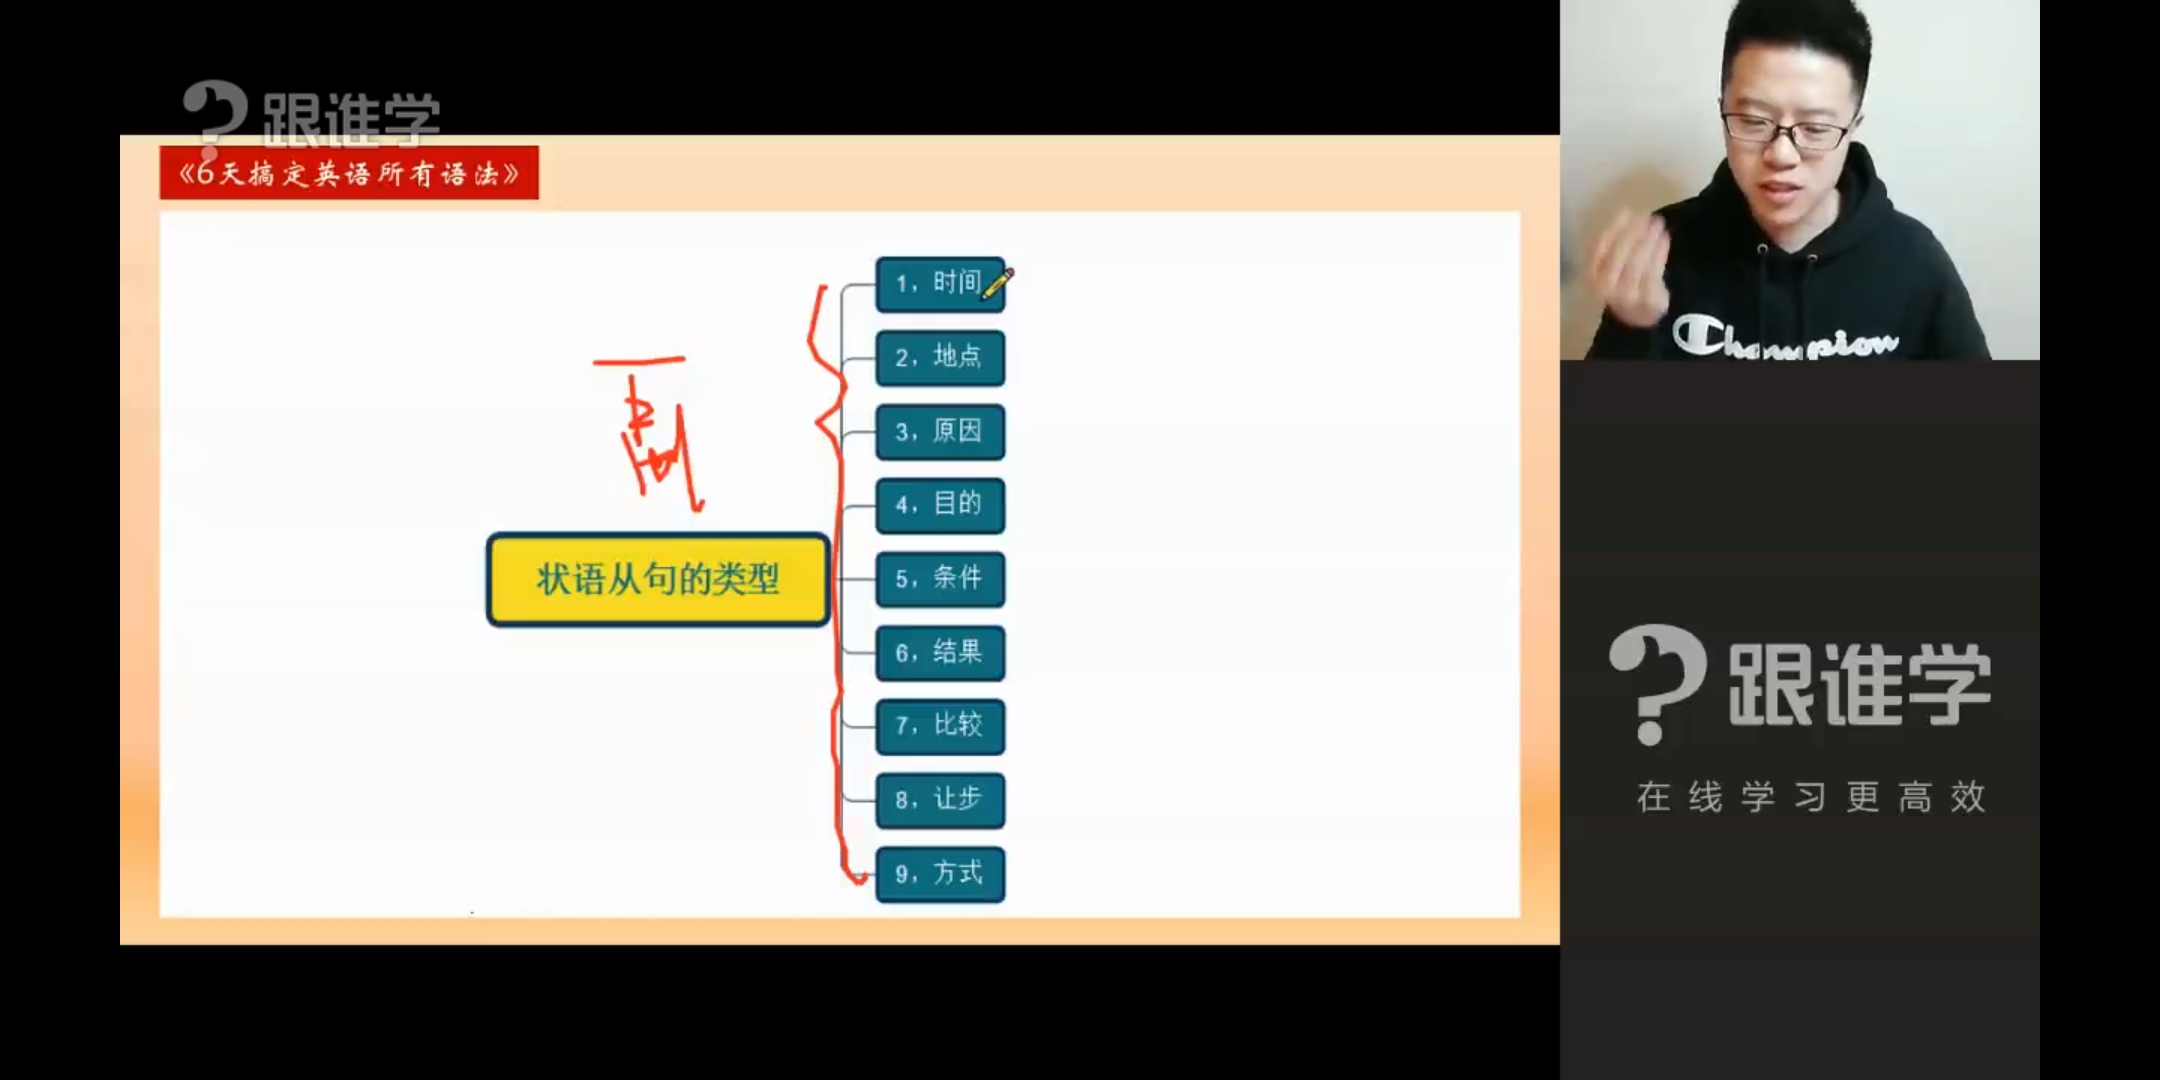 跟谁学
《6天搞定英语所有语法》
状语从句的类型
1，时间
2，地点
3，原因
4，目的
5，条件
6，结果
7，比较
8，让步
9，方式
Champion
跟谁学
在线学习更高效